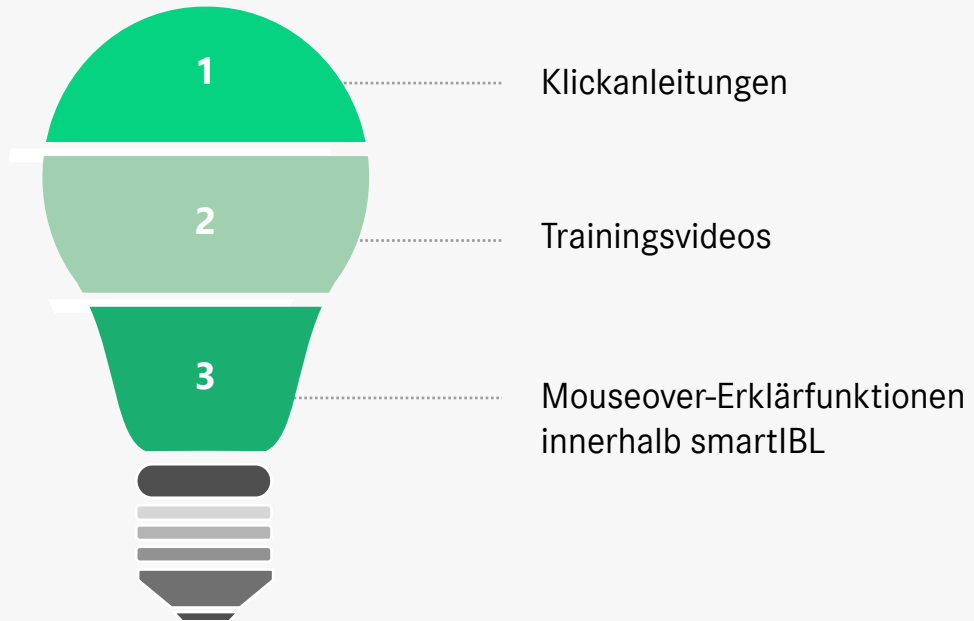 1
Klickanleitungen
2
Trainingsvideos
3
Mouseover-Erklärfunktionen
innerhalb smartIBL